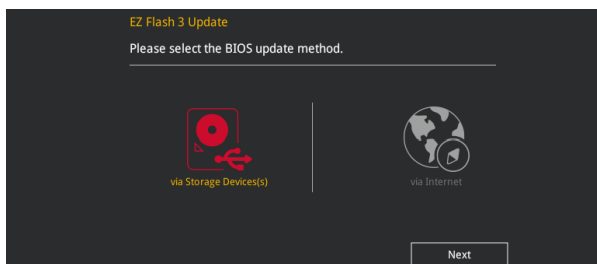 EZ Flash 3 Update
Please select the BIOS update method.
via Storage Devices(s)
via Internet
Next